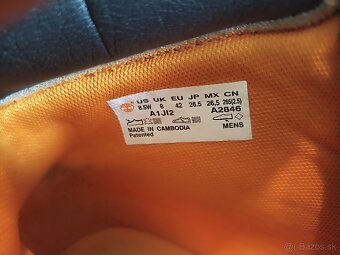 US UK EU JP MX CN
8.5W 8 42 26.5 26,5 265(2.5)
A1JI2 A2846
MADE IN CAMBODIA
Patented
MENS
bazos.sk